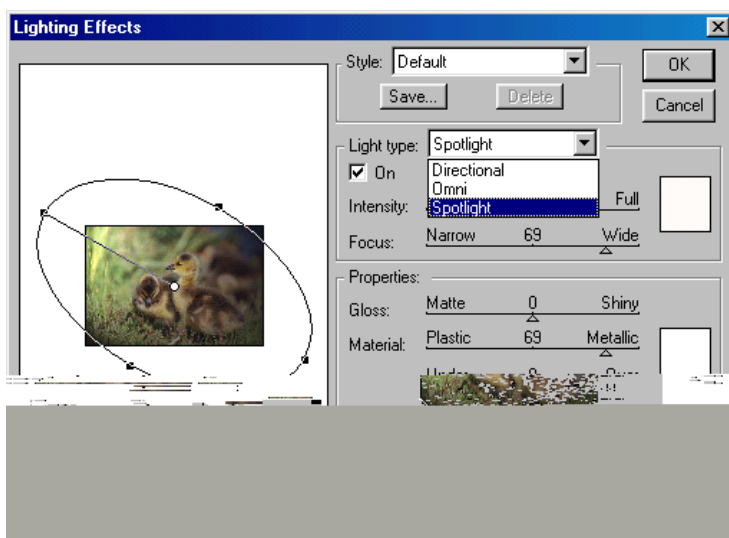 Lighting Effects
Style: Default
OK
Save...
Delete
Cancel
Light type: Spotlight
On
Directional
Omni
Spotlight
Intensity:
Full
Focus: Narrow 69 Wide
Properties:
Gloss: Matte 0 Shiny
Material: Plastic 69 Metallic